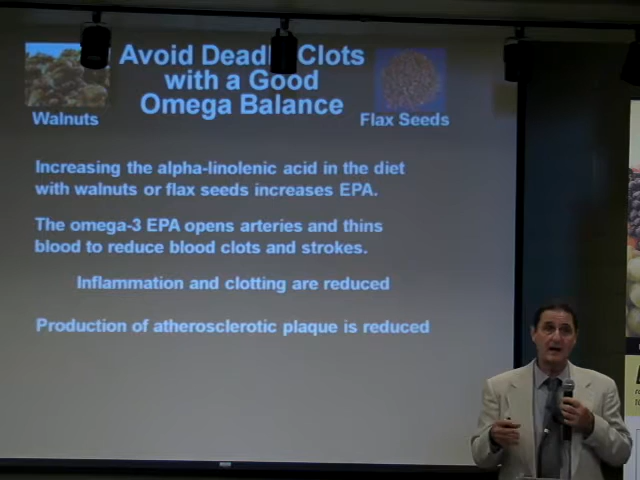 Avoid Deadly Clots
with a Good
Omega Balance
Walnuts
Flax Seeds
Increasing the alpha-linolenic acid in the diet
with walnuts or flax seeds increases EPA.
The omega-3 EPA opens arteries and thins
blood to reduce blood clots and strokes.
Inflammation and clotting are reduced
Production of atherosclerotic plaque is reduced